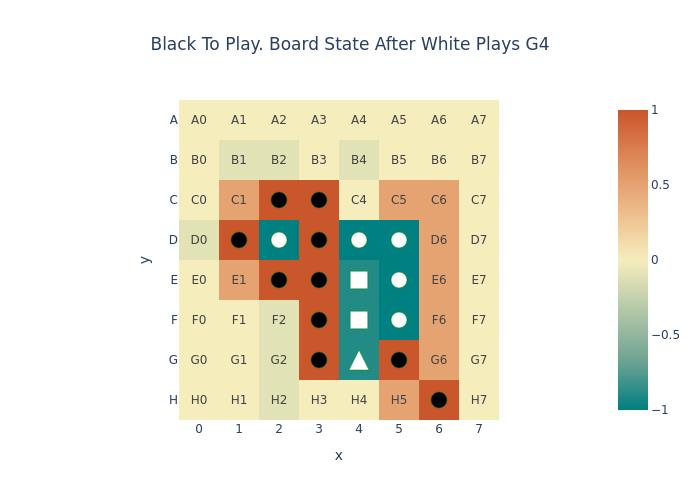 Black To Play. Board State After White Plays G4
A A0 A1 A2 A3 A4 A5 A6 A7
B B0 B1 B2 B3 B4 B5 B6 B7
C C0 C1 C4 C5 C6 C7
D D0 D6 D7
E E0 E1 E6 E7
F F0 F1 F2 F6 F7
G G0 G1 G2 G6 G7
H H0 H1 H2 H3 H4 H5 H7
0 1 2 3 4 5 6 7
x
y
1
0.5
0
−0.5
−1